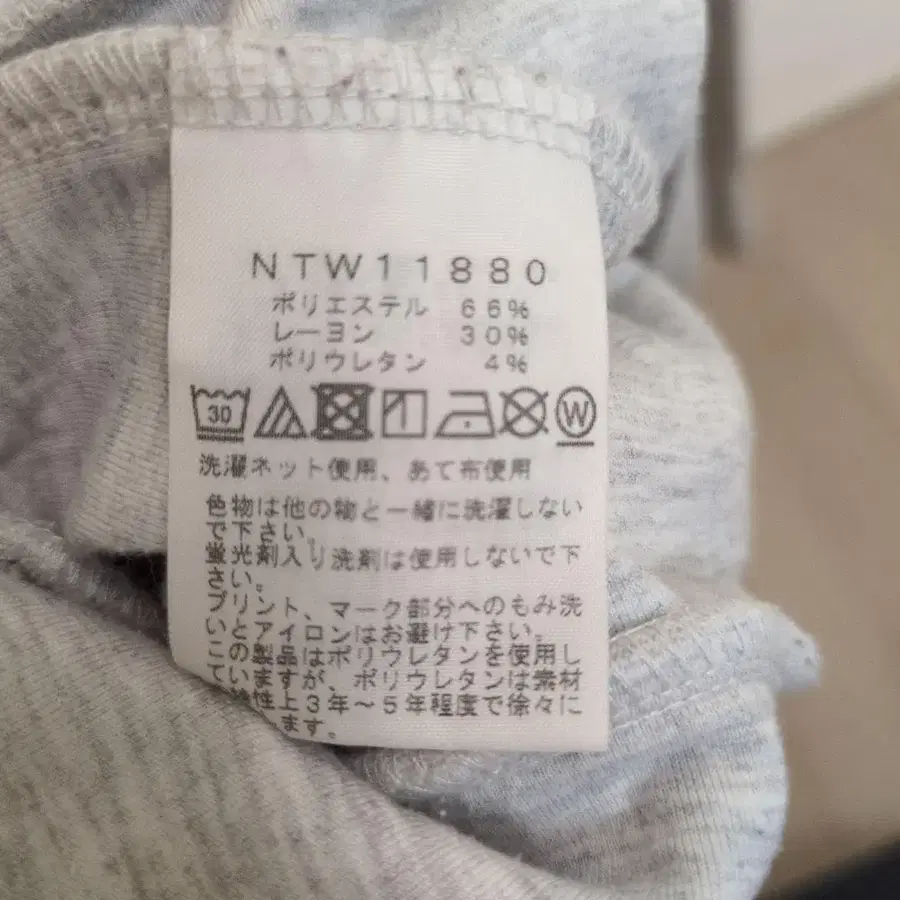 NTW11880
ポリエステル 66%
レーヨン 30%
ポリウレタン 4%
30 W
洗濯ネット使用、あて布使用
色物は他の物と一緒に洗濯しない
で下さい。
蛍光剤入り洗剤は使用しないで下
さい。
プリント、マーク部分へのもみ洗
いとアイロンはお避け下さい。
この製品はポリウレタンを使用し
ていますが、ポリウレタンは素材
性上3年〜5年程度で徐々に
します。